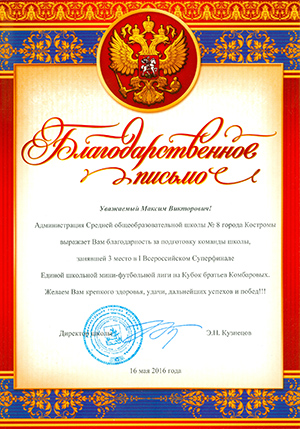 Благодарственное
письмо
Уважаемый Максим Викторович!
Администрация Средней общеобразовательной школы № 8 города Костромы
выражает Вам благодарность за подготовку команды школы,
занявшей 3 место в I Всероссийском Суперфинале
Единой школьной мини-футбольной лиги на Кубок братьев Комбаровых.
Желаем Вам крепкого здоровья, удачи, дальнейших успехов и побед!!!
Директор школы Э.Н. Кузнецов
16 мая 2016 года